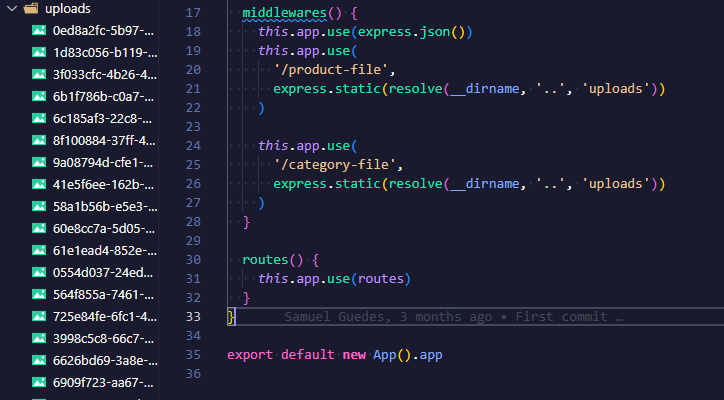 uploads
0ed8a2fc-5b97-...
1d83c056-b119-...
3f033cfc-4b26-4...
6b1f786b-c0a7-...
6c185af3-22c8-...
8f100884-37ff-4...
9a08794d-cfe1-...
41e5f6ee-162b-...
58a1b56b-e5e3-...
60e8cc7a-5d05-...
61e1ead4-852e-...
0554d037-24ed...
564f855a-7461-...
725e84fe-6fc1-4...
3998c5c8-66c7-...
6626bd69-3a8e-...
6909f723-aa67-...
17 middlewares() {
18 this.app.use(express.json())
19 this.app.use(
20 '/product-file',
21 express.static(resolve(__dirname, '..', 'uploads'))
22 )
23
24 this.app.use(
25 '/category-file',
26 express.static(resolve(__dirname, '..', 'uploads'))
27 )
28 }
29
30 routes() {
31 this.app.use(routes)
32 }
33 } Samuel Guedes, 3 months ago • First commit …
34
35 export default new App().app
36